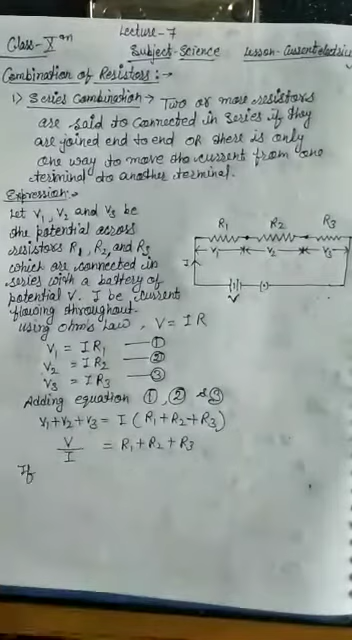 Lecture-7
Class-Xth Subject-Science Lesson-Current electric
Combination of Resistors:→
1) Series Combination → Two or more resistors
are said to connected in series if they
are joined end to end or there is only
one way to move the current from one
terminal to another terminal.
Expression:-
Let V1, V2 and V3 be
the potential across
resistors R1, R2, and R3
which are connected in
series with a battery of
potential V. I be current
flowing throughout.
R1 R2 R3
V1 V2 V3
I
V
using ohm's Law, V = IR
V1 = IR1 — ①
V2 = IR2 — ②
V3 = IR3 — ③
Adding equation ①, ② & ③
V1+V2+V3 = I (R1+R2+R3)
V/I = R1+R2+R3
If